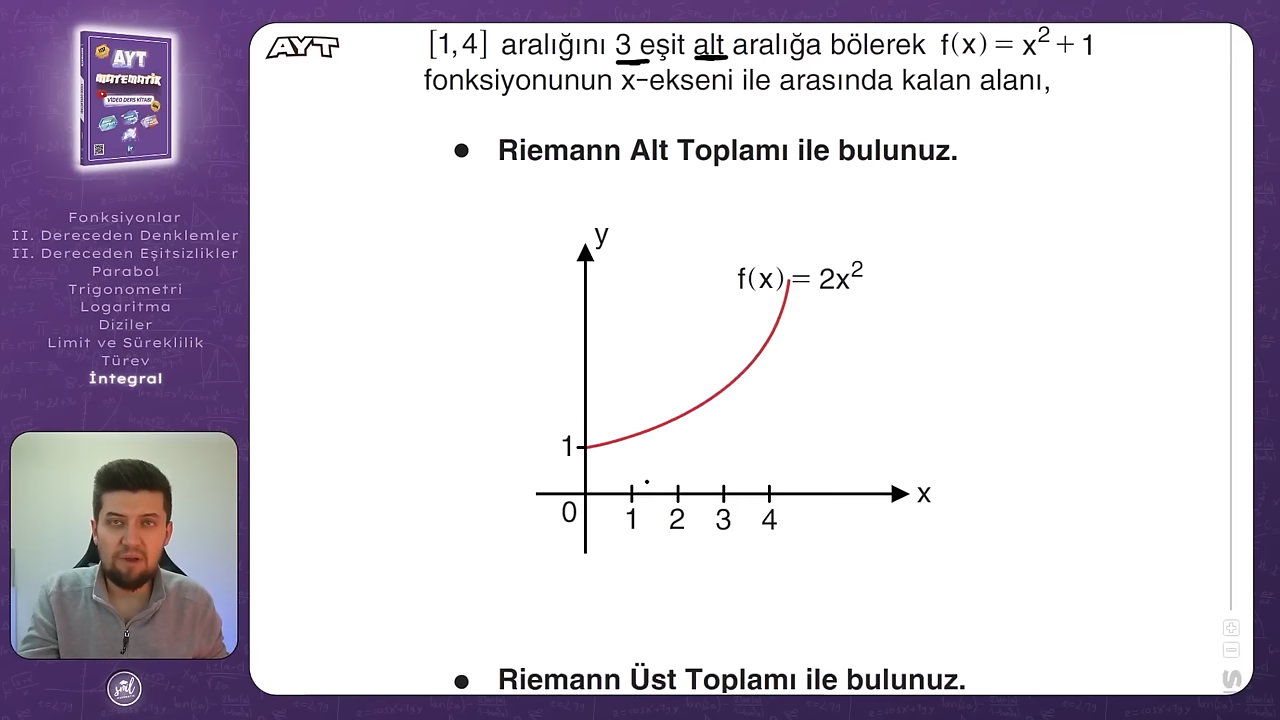 AYT
MATEMATİK
VİDEO DERS KİTABI
Fonksiyonlar
II. Dereceden Denklemler
II. Dereceden Eşitsizlikler
Parabol
Trigonometri
Logaritma
Diziler
Limit ve Süreklilik
Türev
İntegral
sml
AYT
[1,4] aralığını 3 eşit alt aralığa bölerek f(x) = x² + 1
fonksiyonunun x-ekseni ile arasında kalan alanı,
• Riemann Alt Toplamı ile bulunuz.
y
f(x) = 2x²
1
0 1 2 3 4 x
• Riemann Üst Toplamı ile bulunuz.